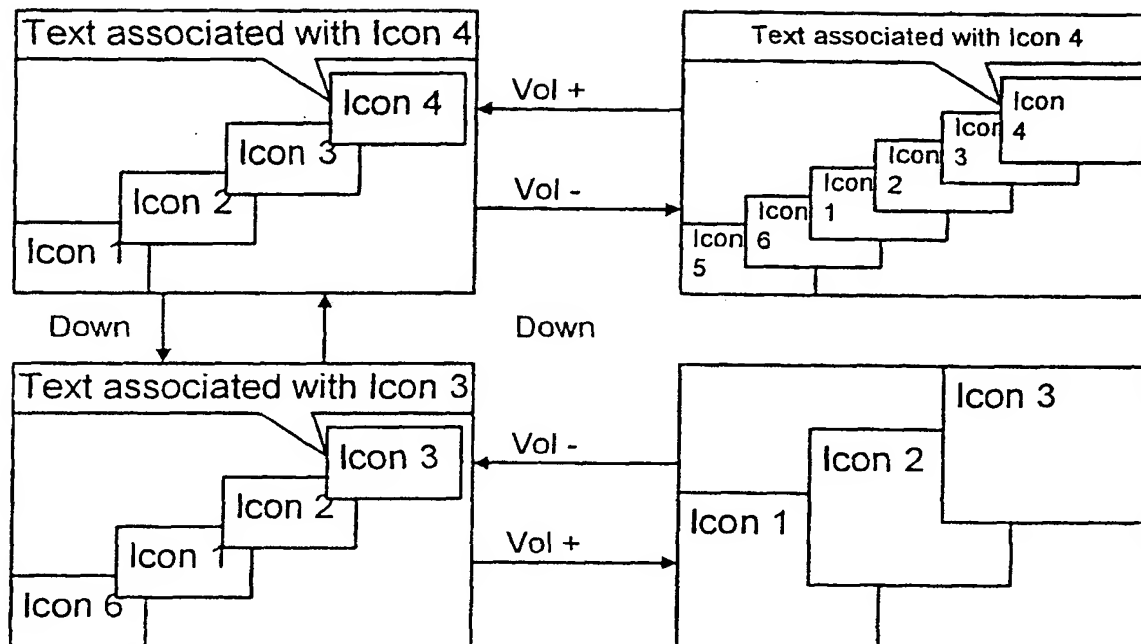 Text associated with Icon 4
Icon 4
Icon 3
Icon 2
Icon 1
Vol +
Vol -
Text associated with Icon 4
Icon
4
Icon
3
Icon
2
Icon
1
Icon
6
Icon
5
Down
Down
Text associated with Icon 3
Icon 3
Icon 2
Icon 1
Icon 6
Vol -
Vol +
Icon 3
Icon 2
Icon 1